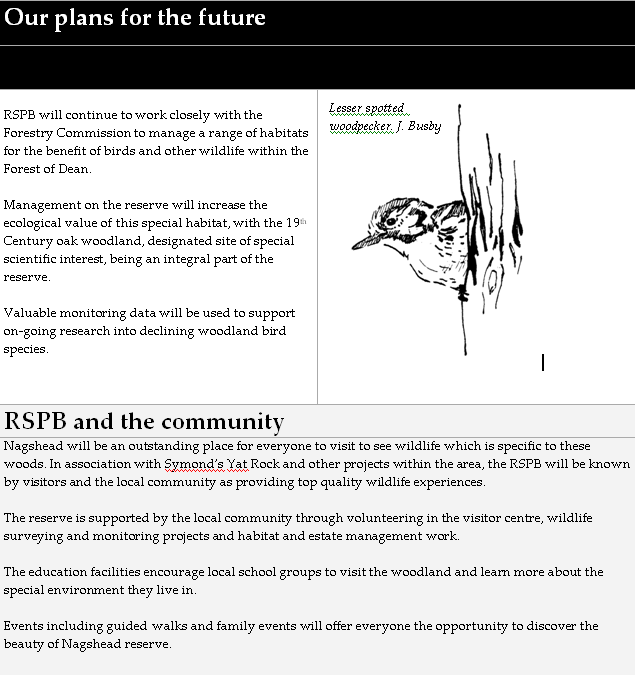 Our plans for the future
RSPB will continue to work closely with the
Forestry Commission to manage a range of habitats
for the benefit of birds and other wildlife within the
Forest of Dean.
Management on the reserve will increase the
ecological value of this special habitat, with the 19th
Century oak woodland, designated site of special
scientific interest, being an integral part of the
reserve.
Valuable monitoring data will be used to support
on-going research into declining woodland bird
species.
Lesser spotted
woodpecker, J. Busby
RSPB and the community
Nagshead will be an outstanding place for everyone to visit to see wildlife which is specific to these
woods. In association with Symond's Yat Rock and other projects within the area, the RSPB will be known
by visitors and the local community as providing top quality wildlife experiences.
The reserve is supported by the local community through volunteering in the visitor centre, wildlife
surveying and monitoring projects and habitat and estate management work.
The education facilities encourage local school groups to visit the woodland and learn more about the
special environment they live in.
Events including guided walks and family events will offer everyone the opportunity to discover the
beauty of Nagshead reserve.